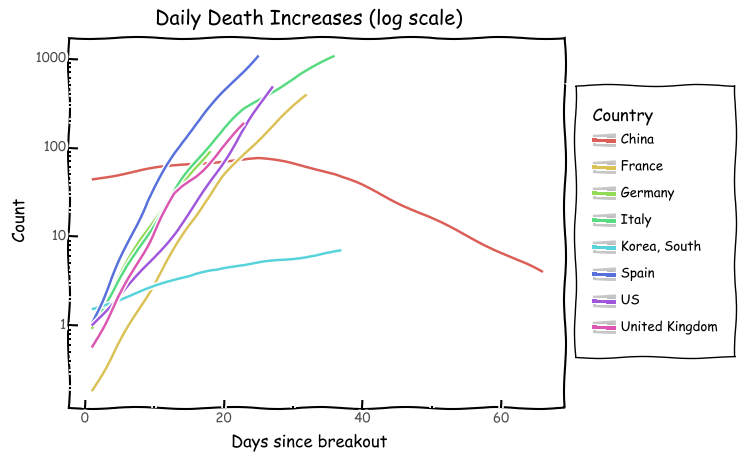 Daily Death Increases (log scale)
1000
100
10
1
Count
0 20 40 60
Days since breakout
Country
China
France
Germany
Italy
Korea, South
Spain
US
United Kingdom